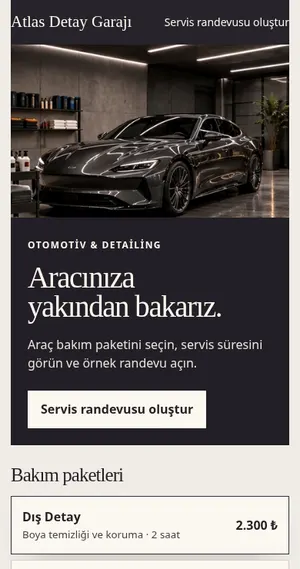 Atlas Detay Garajı
Servis randevusu oluştur
OTOMOTİV & DETAİLİNG
Aracınıza
yakından bakarız.
Araç bakım paketini seçin, servis süresini
görün ve örnek randevu açın.
Servis randevusu oluştur
Bakım paketleri
Dış Detay
Boya temizliği ve koruma · 2 saat
2.300 ₺